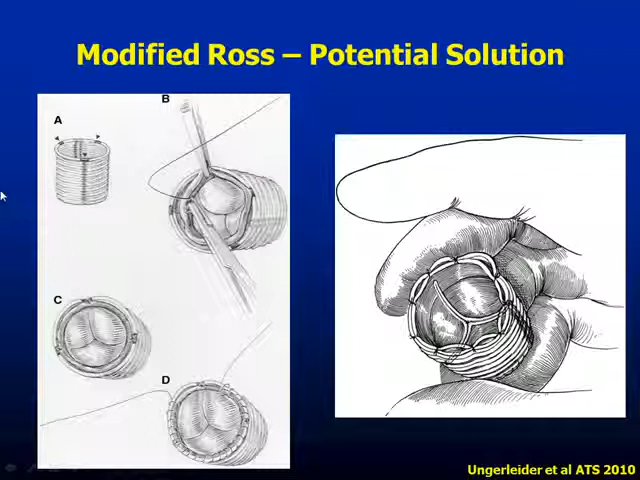 Modified Ross – Potential Solution
A
B
C
D
Ungerleider et al ATS 2010